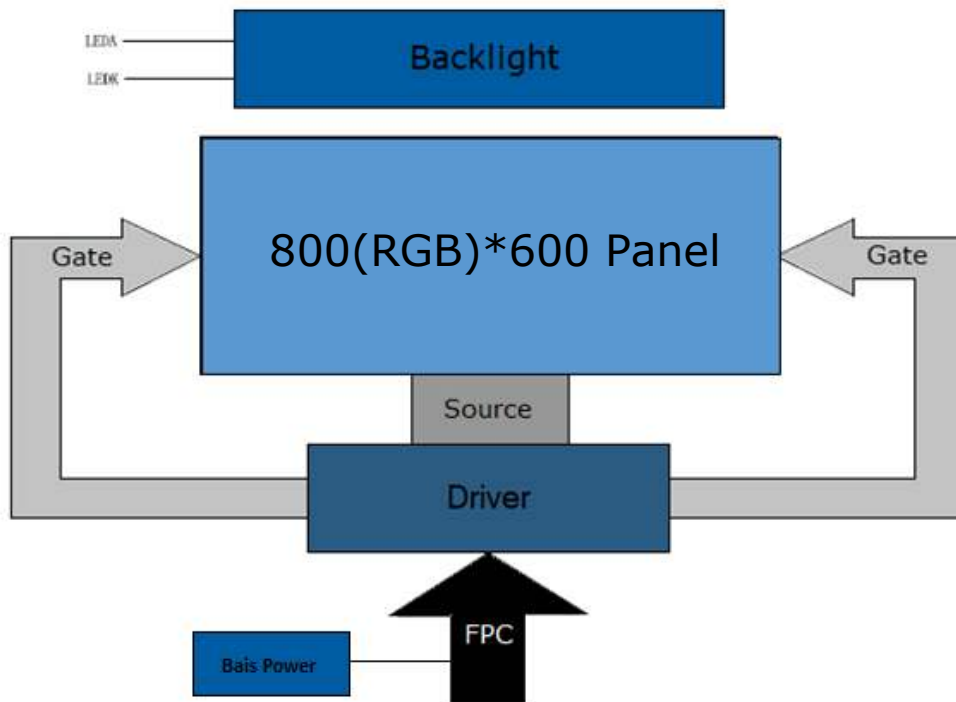 LEDA
LEDK
Backlight
800(RGB)*600 Panel
Gate
Gate
Source
Driver
FPC
Bais Power